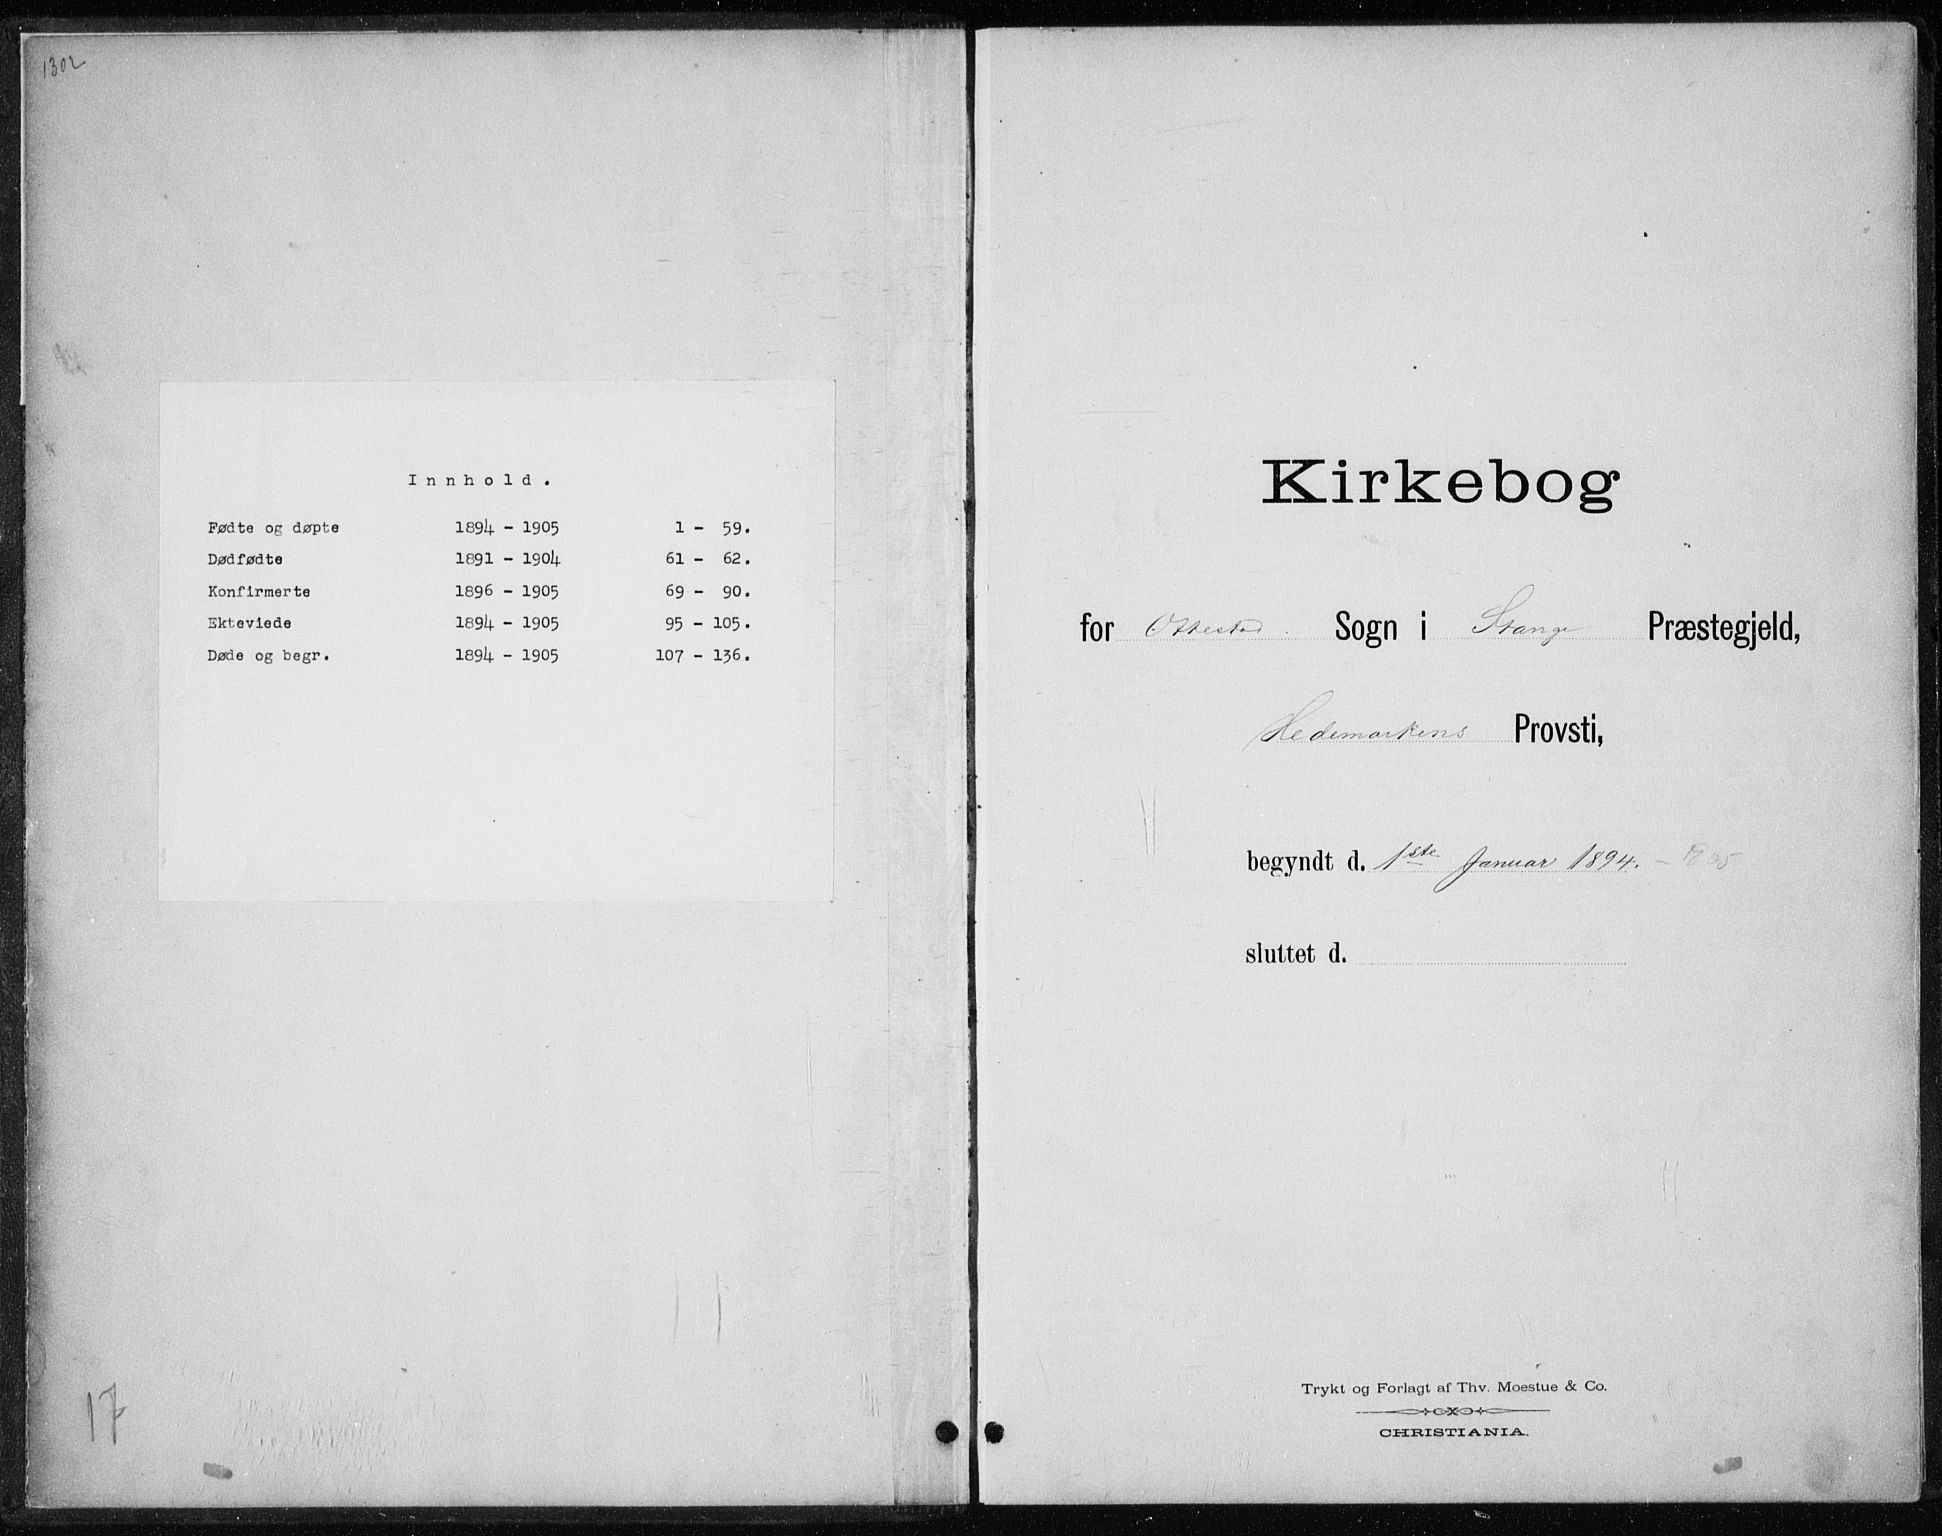 1302
Innhold.
Fødte og døpte 1894 - 1905 1 - 59.
Dødfødte 1891 - 1904 61 - 62.
Konfirmerte 1896 - 1905 69 - 90.
Ekteviede 1894 - 1905 95 - 105.
Døde og begr. 1894 - 1905 107 - 136.
17
Kirkebog
for Ottestad. Sogn i Stange Præstegjeld,
Hedemarkens Provsti,
begyndt d. 1ste Januar 1894. - 1905
sluttet d.
Trykt og Forlagt af Thv. Moestue & Co.
CHRISTIANIA.